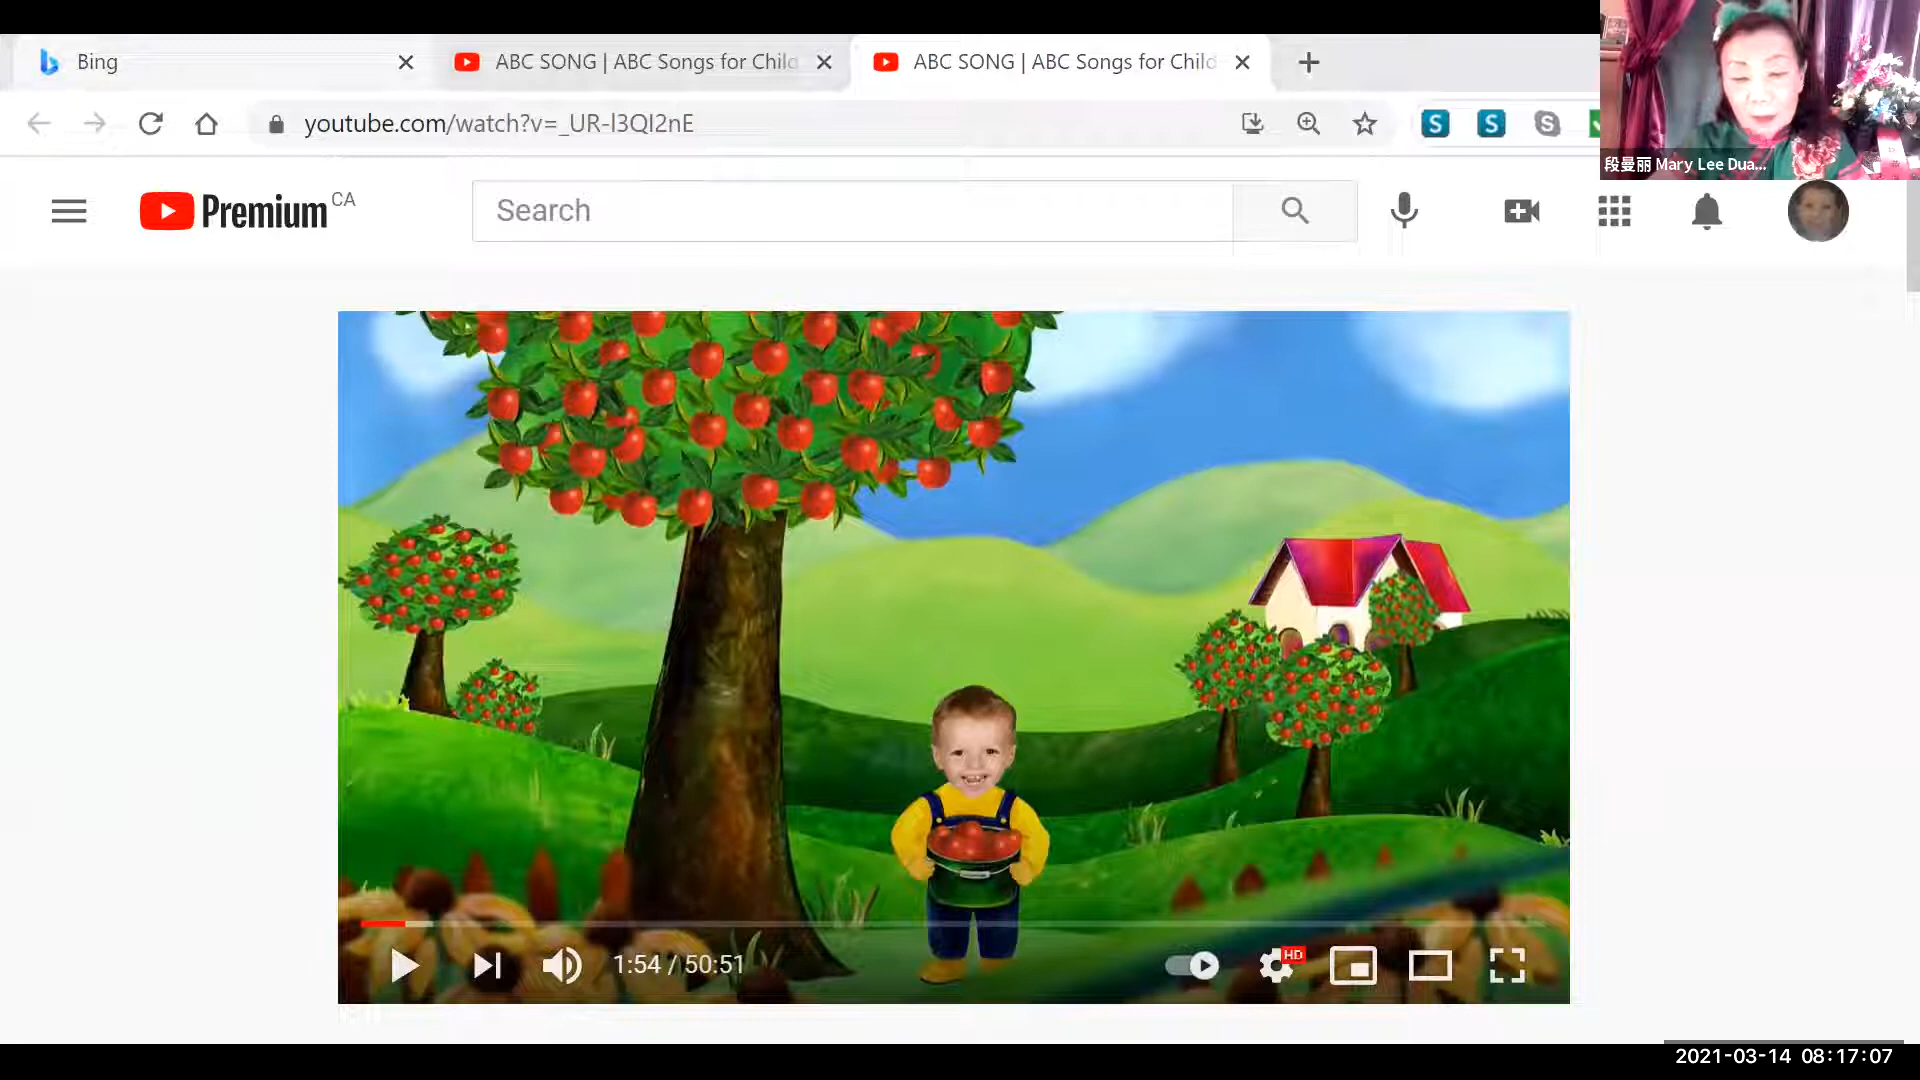 Bing
ABC SONG | ABC Songs for Child
ABC SONG | ABC Songs for Child
youtube.com/watch?v=_UR-l3QI2nE
S
S
S
段曼丽 Mary Lee Dua...
Premium CA
Search
1:54 / 50:51
HD
2021-03-14 08:17:07